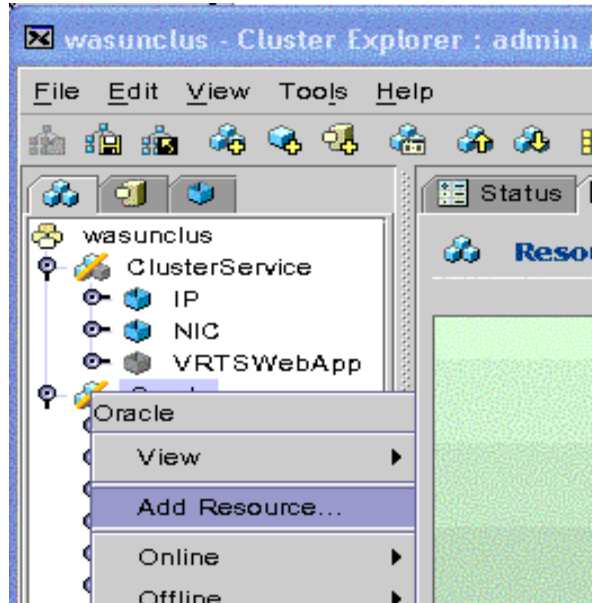 wasunclus - Cluster Explorer : admin
File Edit View Tools Help
Status
wasunclus
ClusterService
IP
NIC
VRTSWebApp
Oracle
View
Add Resource...
Online
Offline